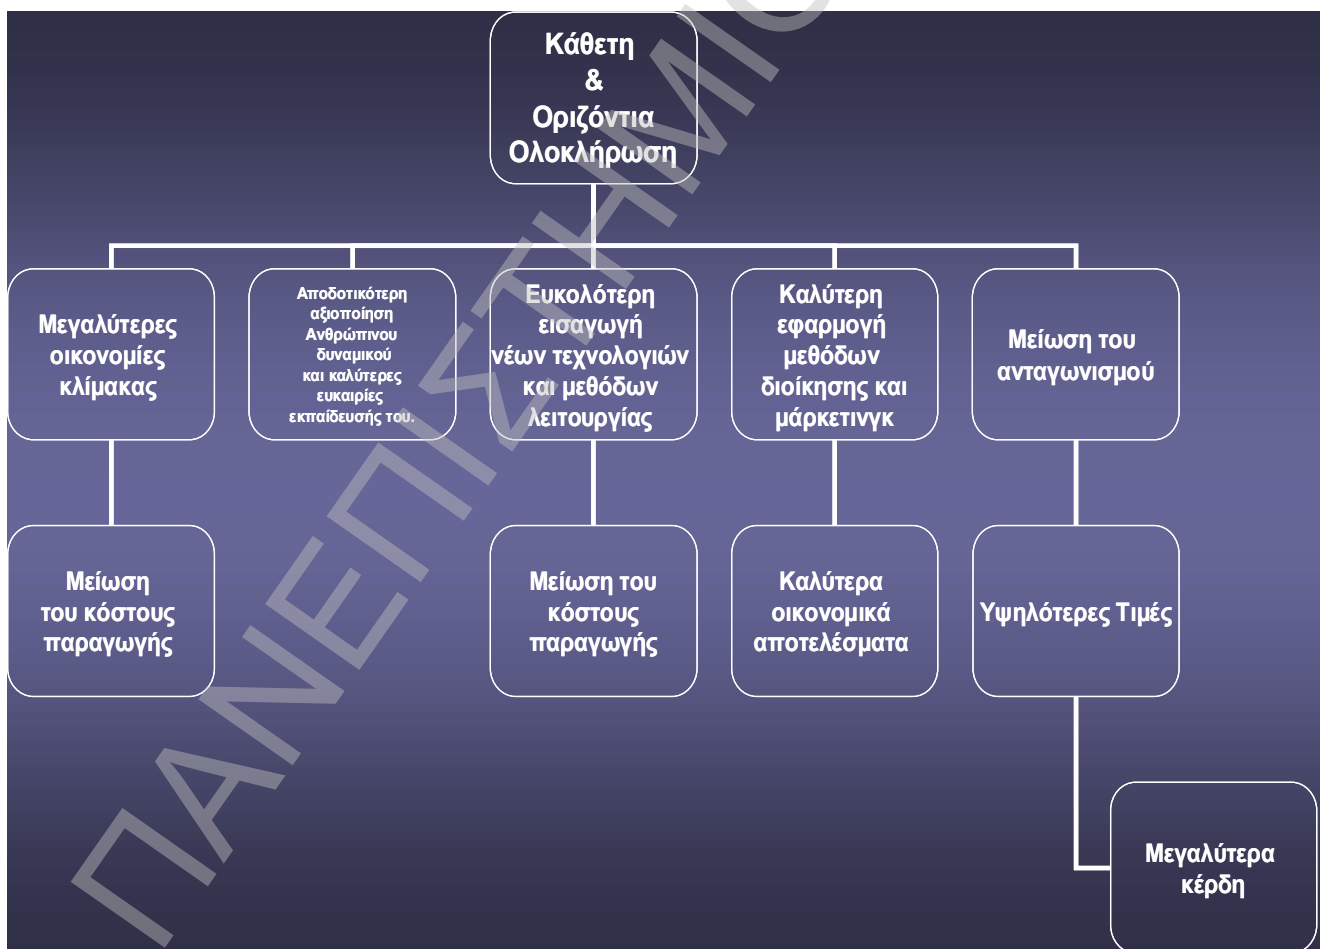 Κάθετη
&
Οριζόντια
Ολοκλήρωση
Μεγαλύτερες
οικονομίες
κλίμακας
Αποδοτικότερη
αξιοποίηση
Ανθρώπινου
δυναμικού
και καλύτερες
ευκαιρίες
εκπαίδευσής του.
Ευκολότερη
εισαγωγή
νέων τεχνολογιών
και μεθόδων
λειτουργίας
Καλύτερη
εφαρμογή
μεθόδων
διοίκησης και
μάρκετινγκ
Μείωση του
ανταγωνισμού
Μείωση
του κόστους
παραγωγής
Μείωση του
κόστους
παραγωγής
Καλύτερα
οικονομικά
αποτελέσματα
Υψηλότερες Τιμές
Μεγαλύτερα
κέρδη